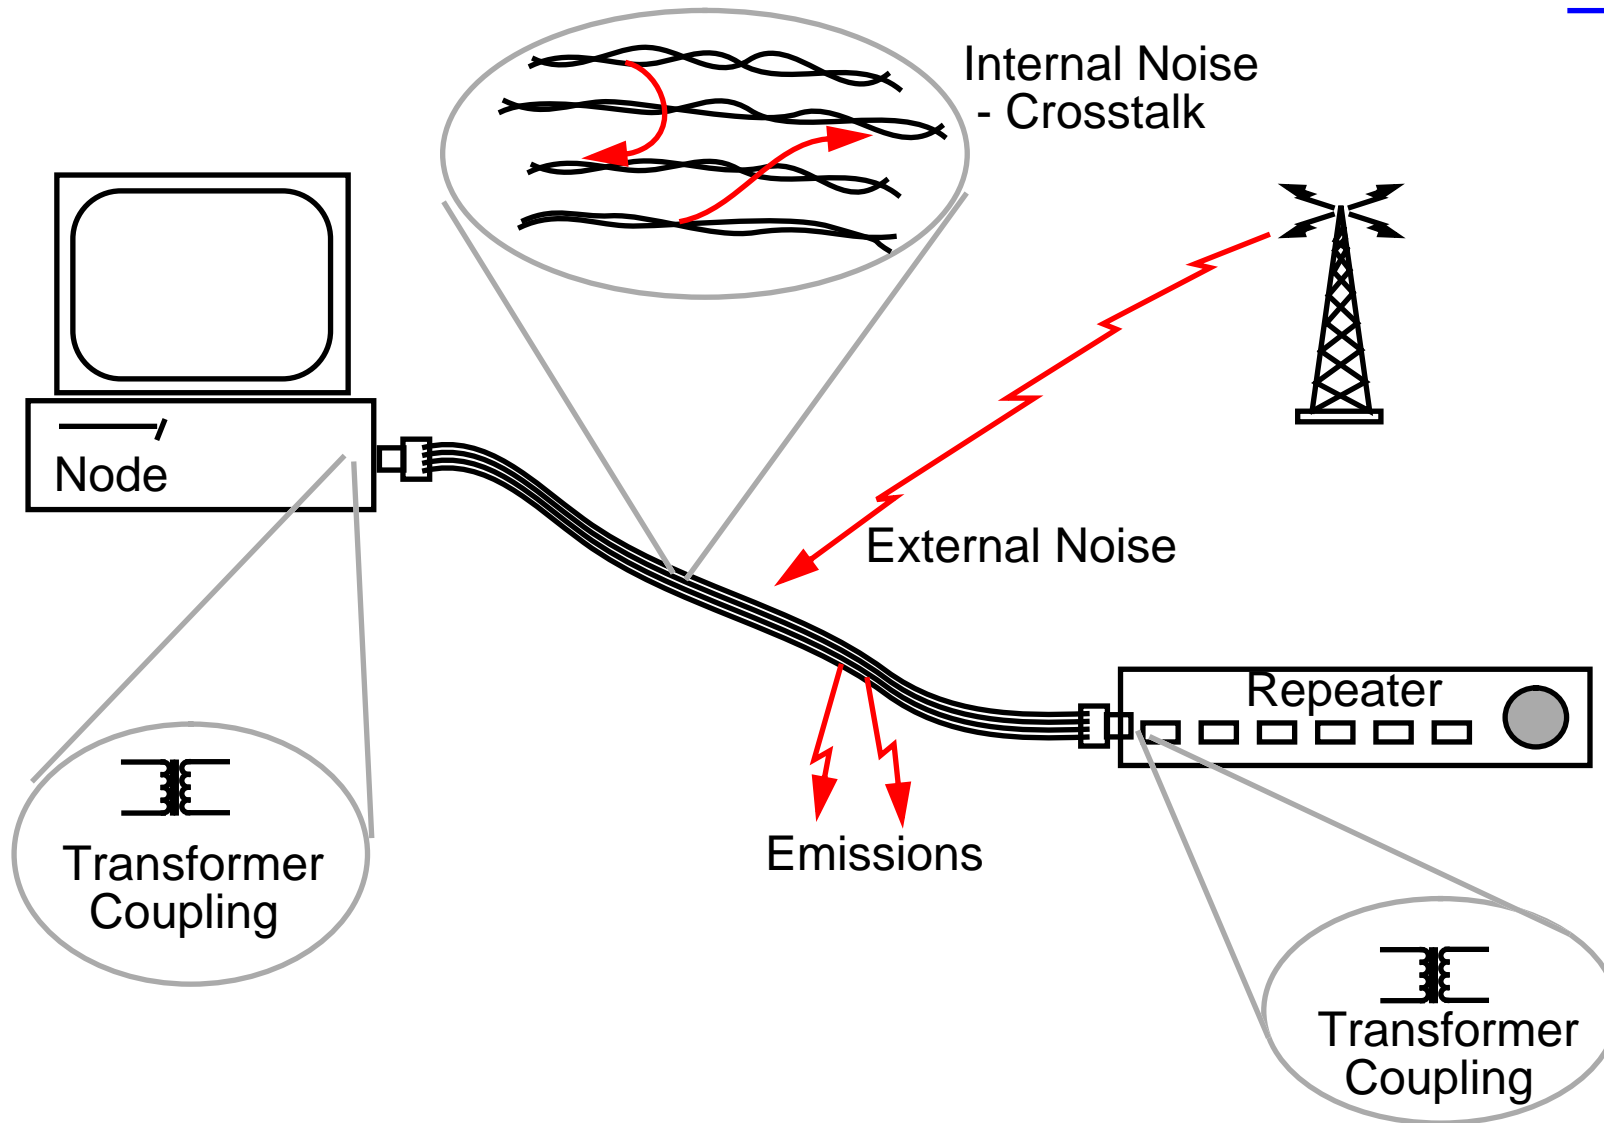 Internal Noise
- Crosstalk
Node
External Noise
Repeater
Emissions
Transformer
Coupling
Transformer
Coupling